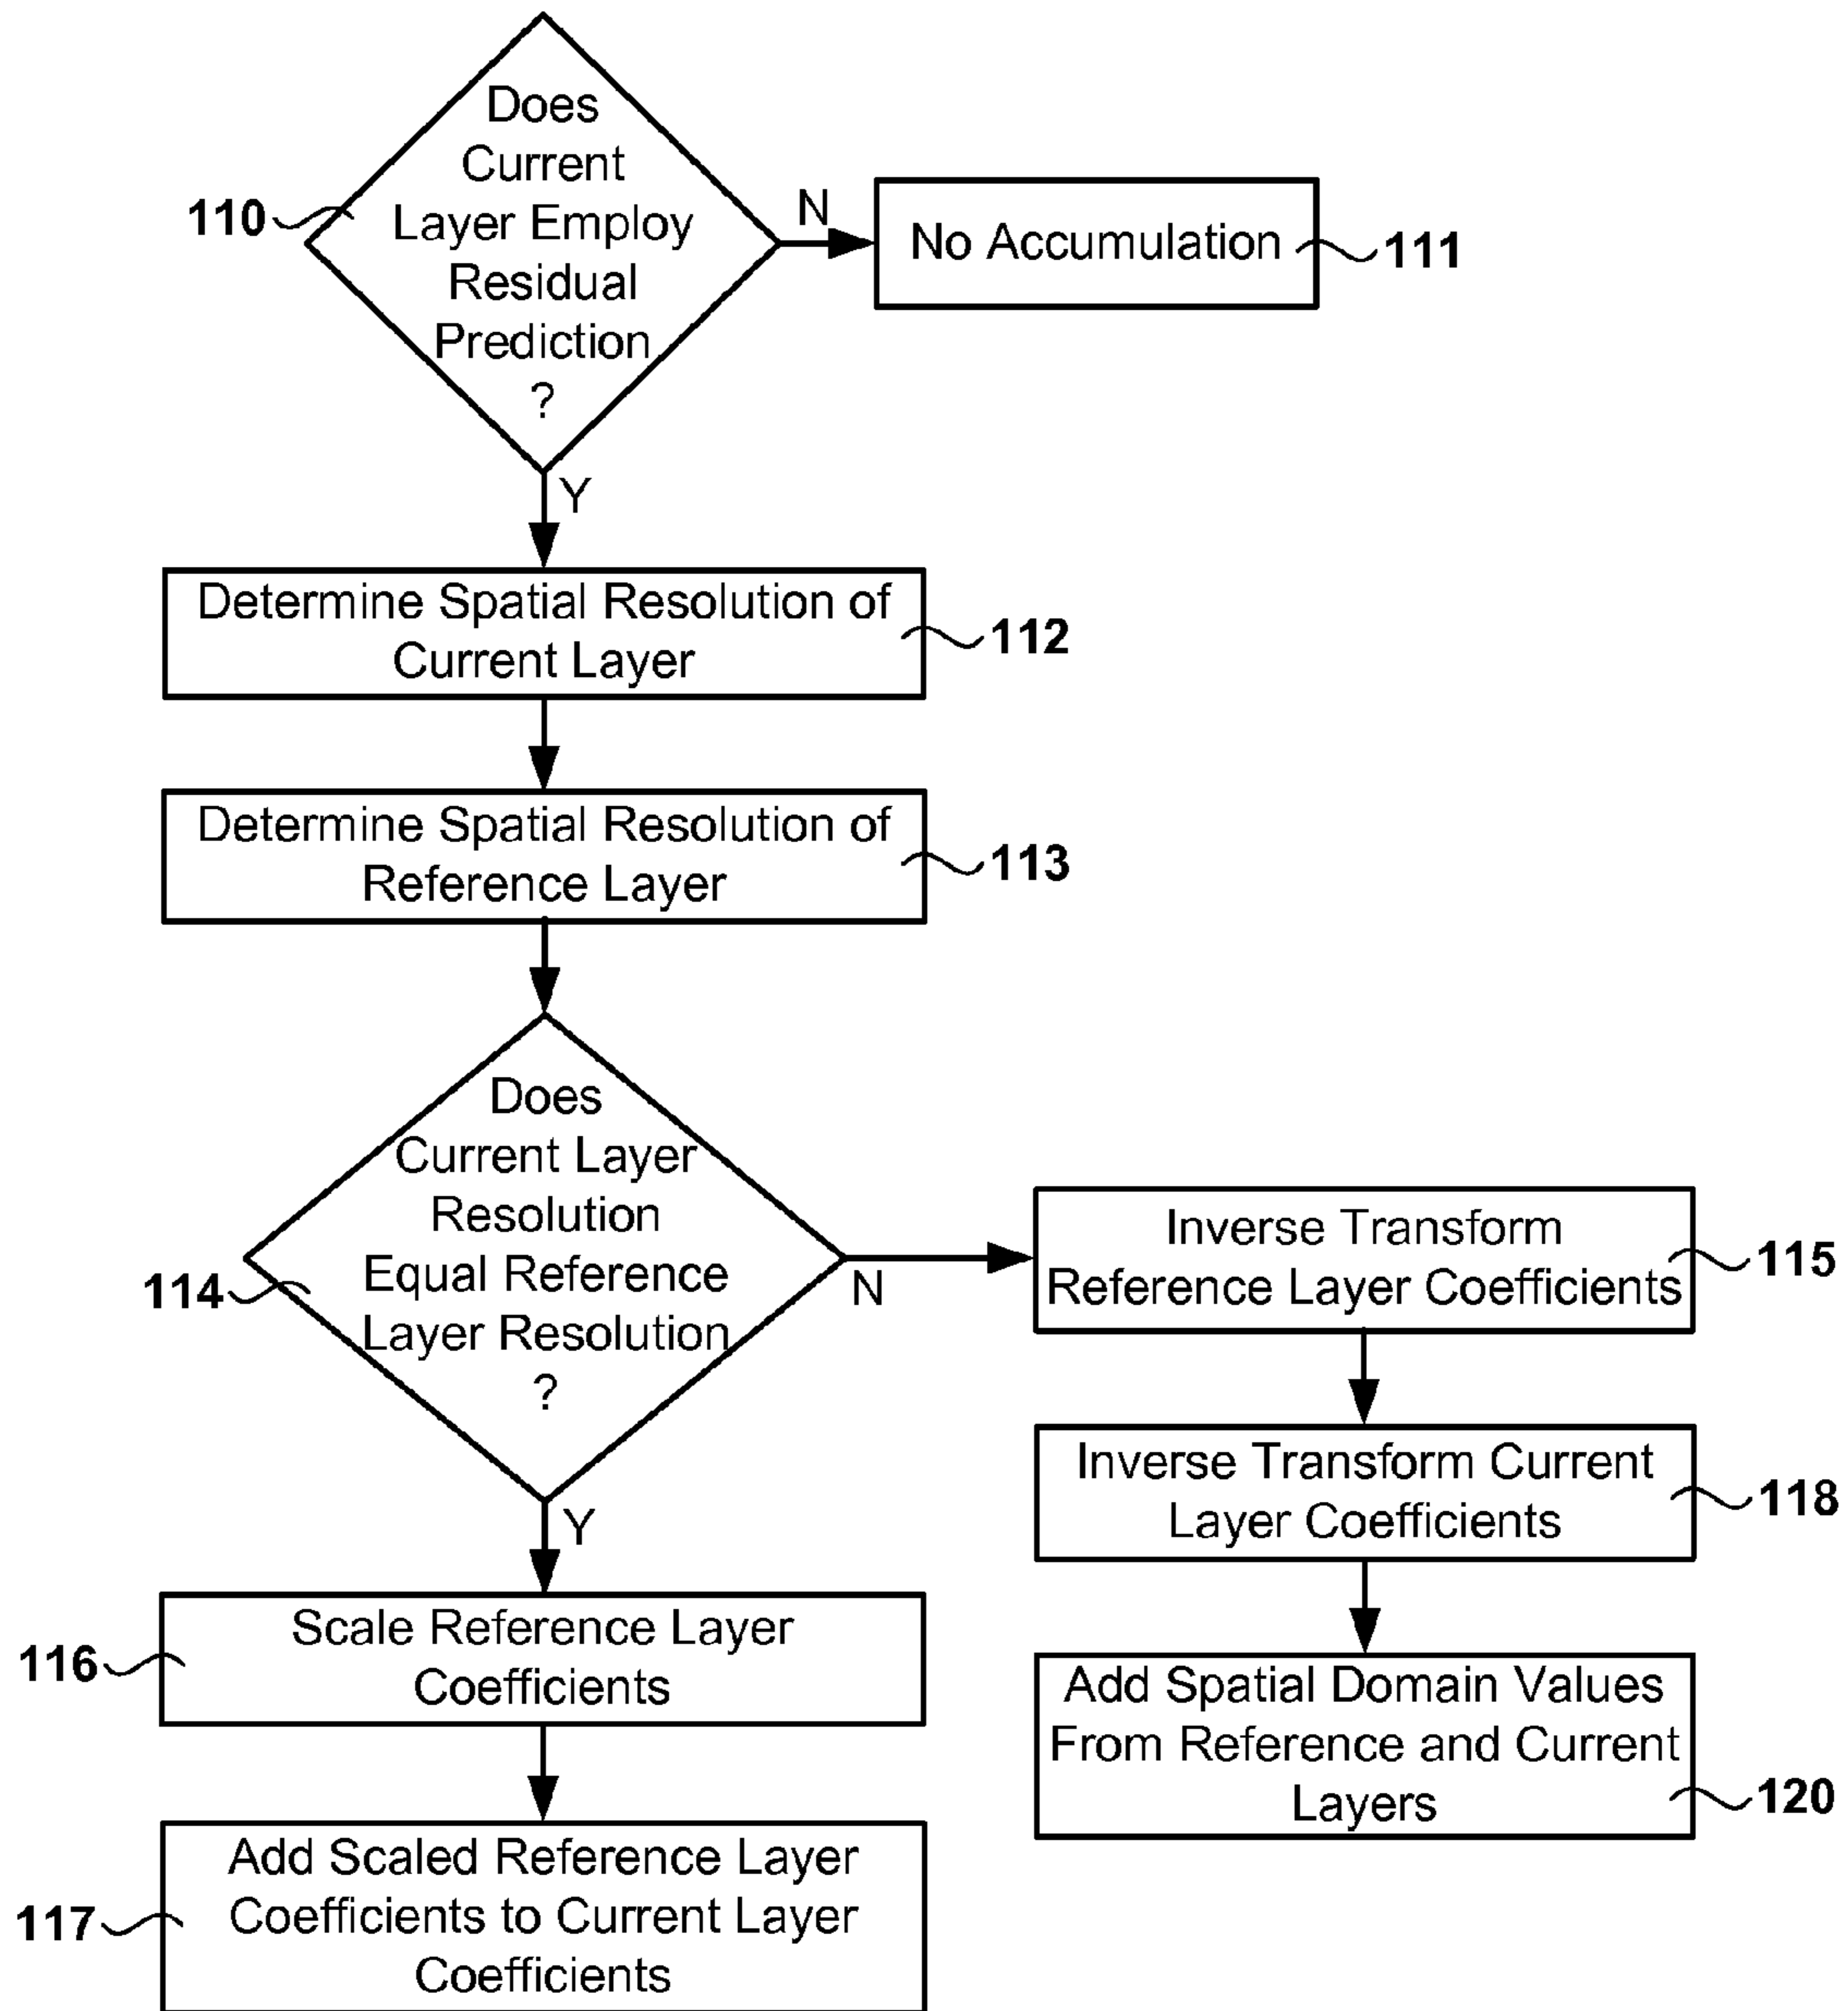 Does
Current
Layer Employ
Residual
Prediction
?
110
N
No Accumulation
111
Y
Determine Spatial Resolution of
Current Layer
112
Determine Spatial Resolution of
Reference Layer
113
Does
Current Layer
Resolution
Equal Reference
Layer Resolution
?
114
N
Inverse Transform
Reference Layer Coefficients
115
Inverse Transform Current
Layer Coefficients
118
Add Spatial Domain Values
From Reference and Current
Layers
120
Y
Scale Reference Layer
Coefficients
116
Add Scaled Reference Layer
Coefficients to Current Layer
Coefficients
117